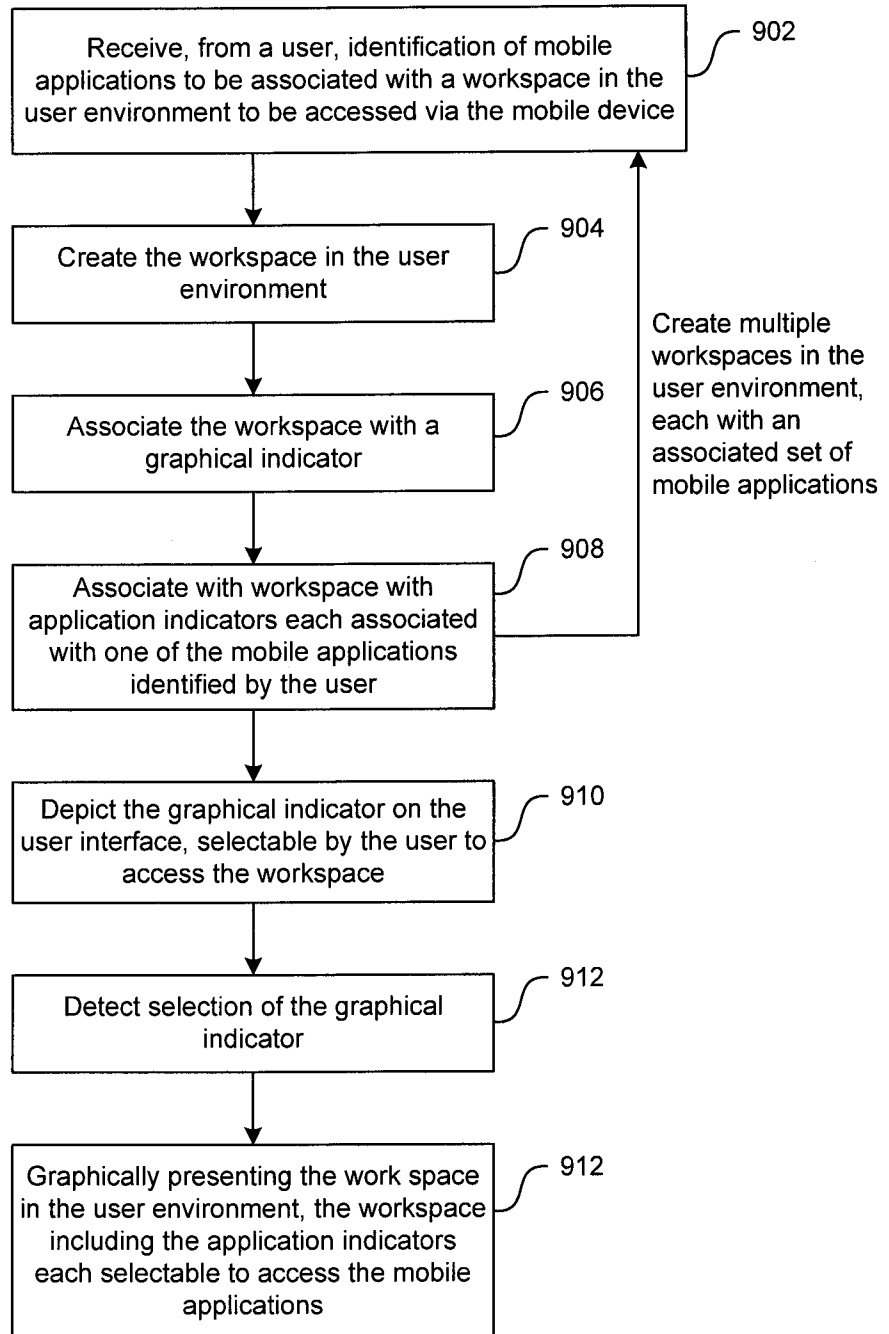 Receive, from a user, identification of mobile
applications to be associated with a workspace in the
user environment to be accessed via the mobile device
902
Create the workspace in the user
environment
904
Associate the workspace with a
graphical indicator
906
Create multiple
workspaces in the
user environment,
each with an
associated set of
mobile applications
Associate with workspace with
application indicators each associated
with one of the mobile applications
identified by the user
908
Depict the graphical indicator on the
user interface, selectable by the user to
access the workspace
910
Detect selection of the graphical
indicator
912
Graphically presenting the work space
in the user environment, the workspace
including the application indicators
each selectable to access the mobile
applications
912